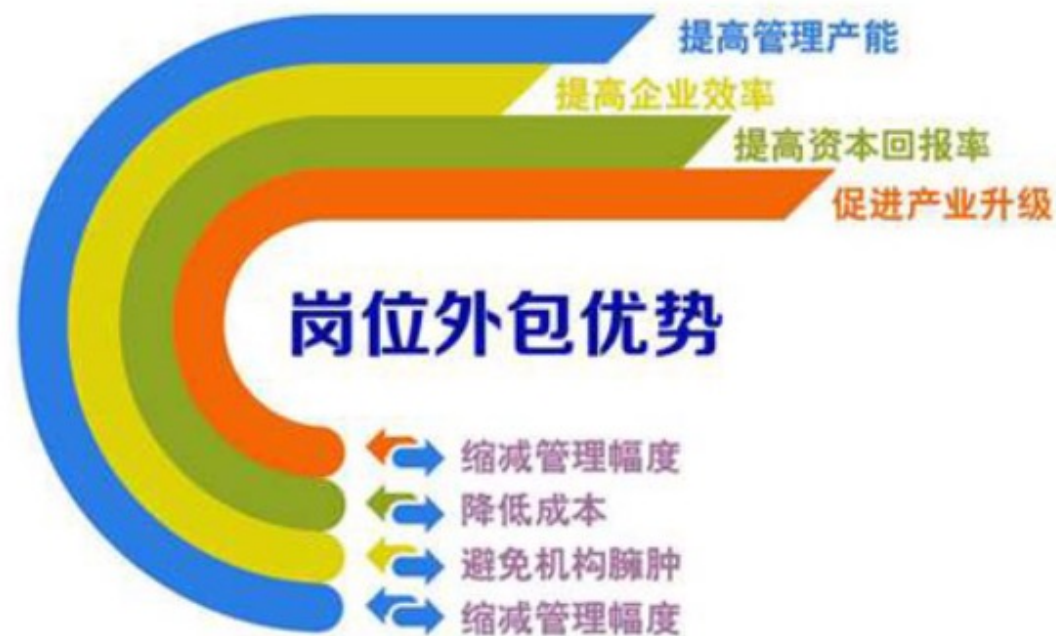 提高管理产能
提高企业效率
提高资本回报率
促进产业升级
岗位外包优势
缩减管理幅度
降低成本
避免机构臃肿
缩减管理幅度